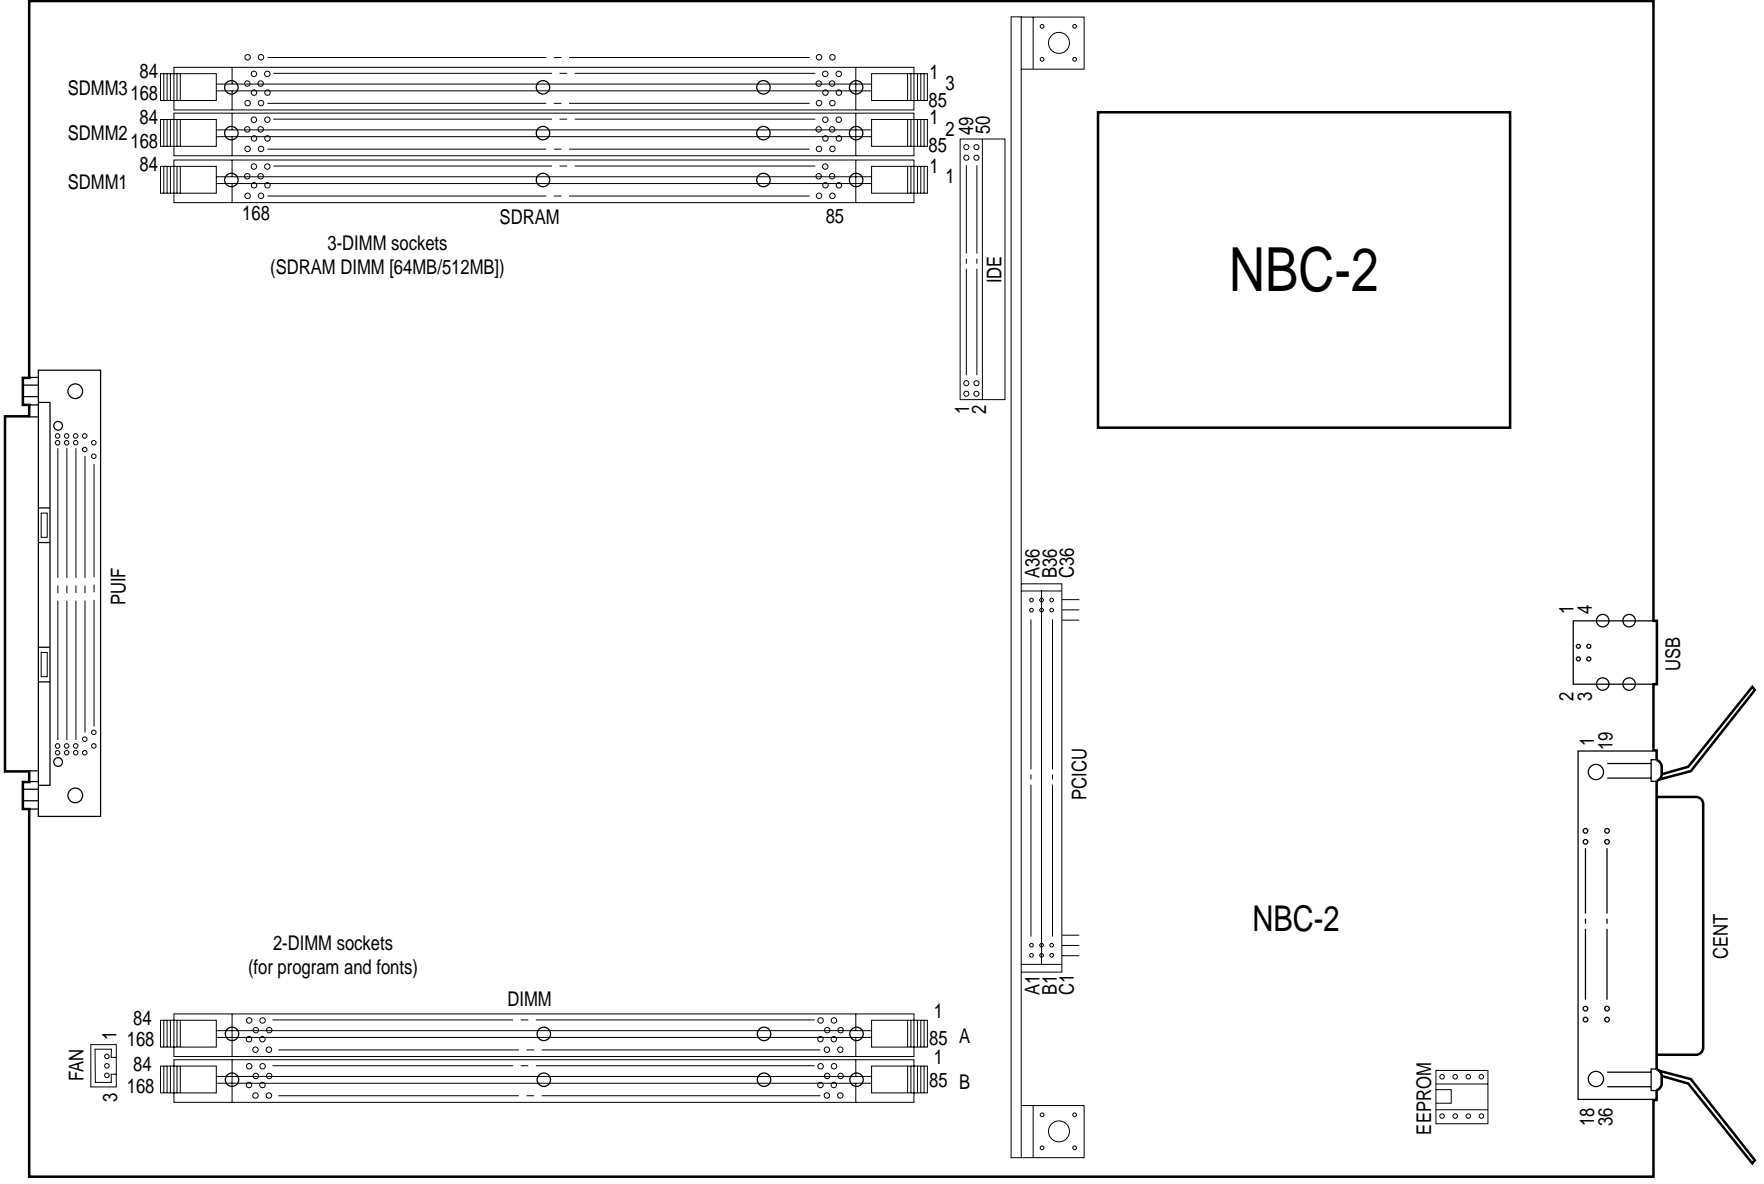 84
SDMM3 168
1
3
85
84
SDMM2 168
1
2
85
84
SDMM1
1
1
168
SDRAM
85
3-DIMM sockets
(SDRAM DIMM [64MB/512MB])
49
50
IDE
1
2
NBC-2
PUIF
A36
B36
C36
PCICU
A1
B1
C1
1
4
USB
2
3
1
19
CENT
18
36
NBC-2
2-DIMM sockets
(for program and fonts)
DIMM
84
168
1
85 A
84
168
1
85 B
FAN
1
3
EEPROM